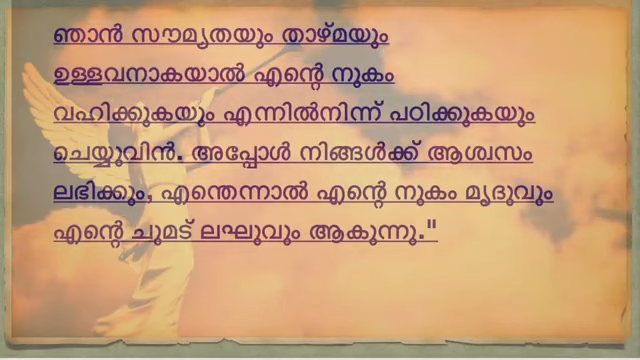 ഞാൻ സൗമ്യതയും താഴ്മയും
ഉള്ളവനാകയാൽ എന്റെ നുകം
വഹിക്കുകയും എന്നിൽനിന്ന് പഠിക്കുകയും
ചെയ്യുവിൻ. അപ്പോൾ നിങ്ങൾക്ക് ആശ്വസം
ലഭിക്കും, എന്തെന്നാൽ എന്റെ നുകം മൃദുവും
എന്റെ ചുമട് ലഘുവും ആകുന്നു."